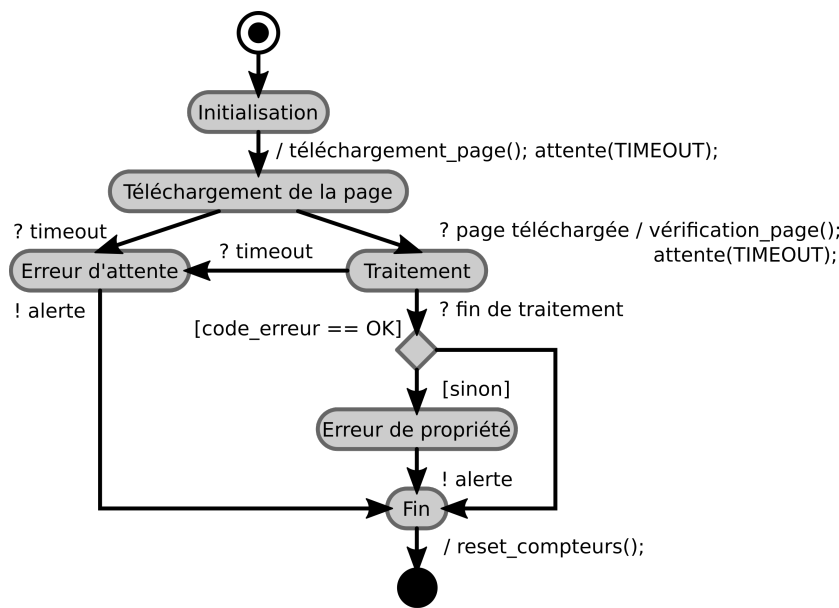 Initialisation
/ téléchargement_page(); attente(TIMEOUT);
Téléchargement de la page
? timeout
? page téléchargée / vérification_page();
attente(TIMEOUT);
? timeout
Erreur d'attente
Traitement
! alerte
? fin de traitement
[code_erreur == OK]
[sinon]
Erreur de propriété
! alerte
Fin
/ reset_compteurs();